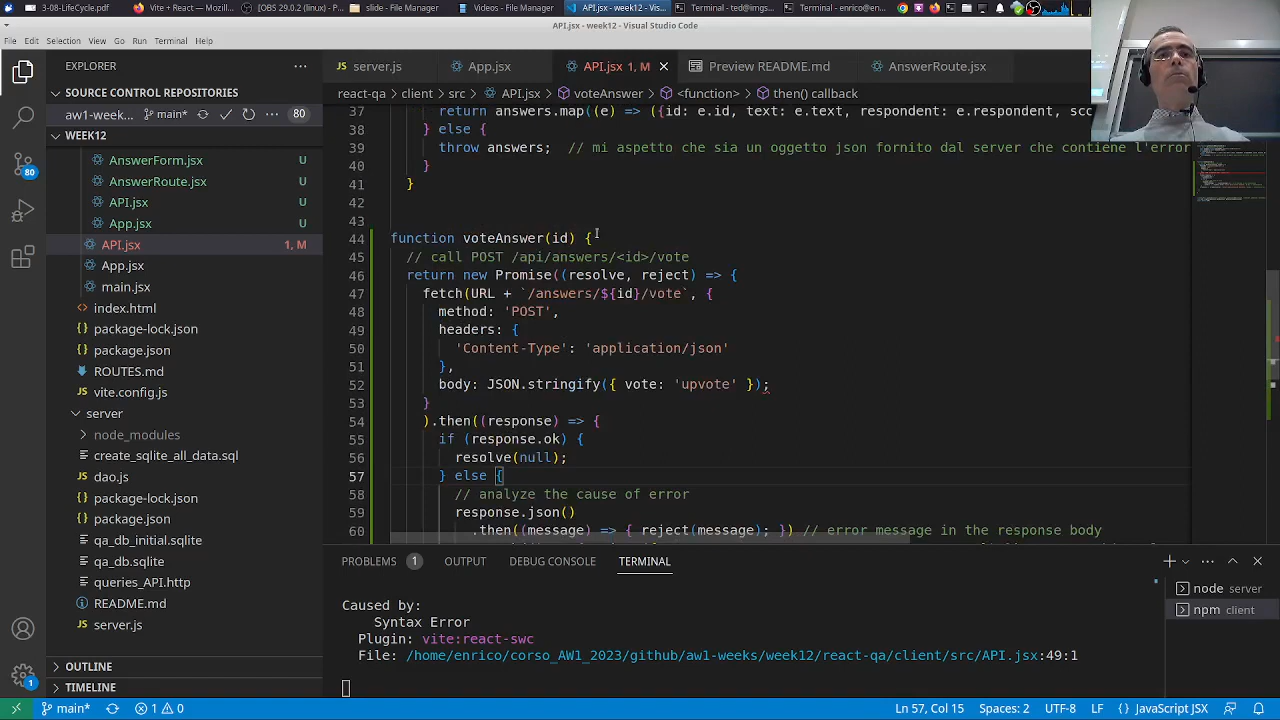 3-08-LifeCycle.pdf
Vite + React — Mozilla...
[OBS 29.0.2 (linux) - P...
slide - File Manager
Videos - File Manager
API.jsx - week12 - Vis...
Terminal - ted@ings...
Terminal - enrico@e...
API.jsx - week12 - Visual Studio Code
File Edit Selection View Go Run Terminal Help
EXPLORER
server.js
App.jsx
API.jsx 1, M
Preview README.md
AnswerRoute.jsx
SOURCE CONTROL REPOSITORIES
react-qa > client > src > API.jsx > voteAnswer > <function> > then() callback
aw1-week... main* 80
WEEK12
AnswerForm.jsx U
AnswerRoute.jsx U
API.jsx U
App.jsx U
API.jsx 1, M
App.jsx
main.jsx
index.html
package-lock.json
package.json
ROUTES.md
vite.config.js
server
node_modules
create_sqlite_all_data.sql
dao.js
package-lock.json
package.json
qa_db_initial.sqlite
qa_db.sqlite
queries_API.http
README.md
server.js
OUTLINE
TIMELINE
80
1
37 return answers.map((e) => ({id: e.id, text: e.text, respondent: e.respondent, sco
38 } else {
39 throw answers; // mi aspetto che sia un oggetto json fornito dal server che contiene l'error
40 }
41 }
42
43
44 function voteAnswer(id) {
45 // call POST /api/answers/<id>/vote
46 return new Promise((resolve, reject) => {
47 fetch(URL + `/answers/${id}/vote`, {
48 method: 'POST',
49 headers: {
50 'Content-Type': 'application/json'
51 },
52 body: JSON.stringify({ vote: 'upvote' });
53 }
54 ).then((response) => {
55 if (response.ok) {
56 resolve(null);
57 } else {
58 // analyze the cause of error
59 response.json()
60 .then((message) => { reject(message); }) // error message in the response body
PROBLEMS 1 OUTPUT DEBUG CONSOLE TERMINAL
Caused by:
Syntax Error
Plugin: vite:react-swc
File: /home/enrico/corso_AW1_2023/github/aw1-weeks/week12/react-qa/client/src/API.jsx:49:1
node server
npm client
main* 1 0 Ln 57, Col 15 Spaces: 2 UTF-8 LF { } JavaScript JSX